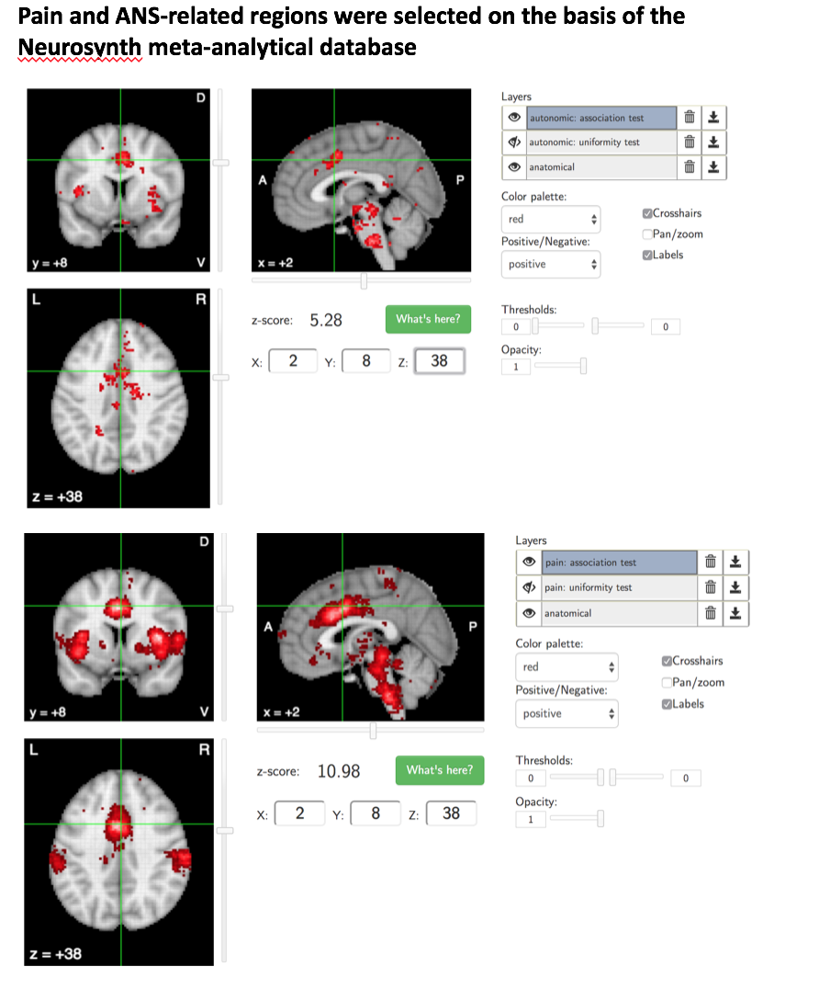 Pain and ANS-related regions were selected on the basis of the
Neurosynth meta-analytical database
D
y = +8
V
A
P
x = +2
L
R
z = +38
z-score: 5.28
What's here?
X: 2 Y: 8 Z: 38
Layers
autonomic: association test
autonomic: uniformity test
anatomical
Color palette:
red
Positive/Negative:
positive
Crosshairs
Pan/zoom
Labels
Thresholds:
0 0
Opacity:
1
D
y = +8
V
A
P
x = +2
L
R
z = +38
z-score: 10.98
What's here?
X: 2 Y: 8 Z: 38
Layers
pain: association test
pain: uniformity test
anatomical
Color palette:
red
Positive/Negative:
positive
Crosshairs
Pan/zoom
Labels
Thresholds:
0 0
Opacity:
1